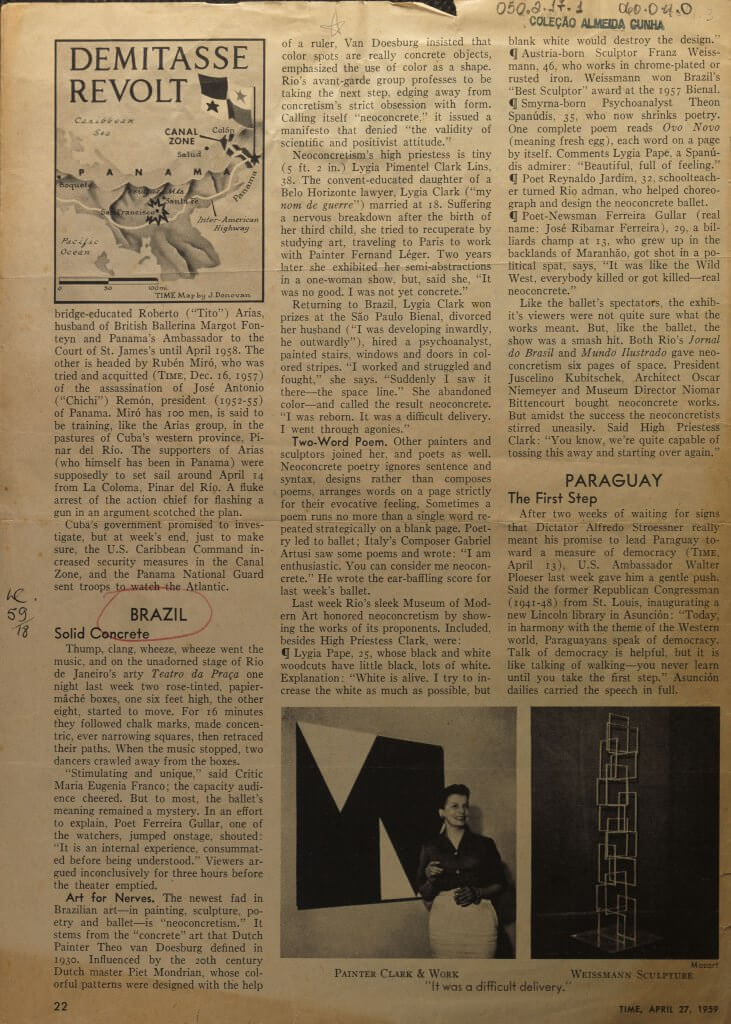 050.2-17-1
COLEÇÃO ALMEIDA CUNHA
DEMITASSE
REVOLT
Caribbean
Sea
CANAL
ZONE
Colón
Salud
PANAMA
Panama
Boquete
Santa Fe
San Francisco
Inter-American
Highway
Pacific
Ocean
0 50 100 mi.
TIME Map by J. Donovan
bridge-educated Roberto ("Tito") Arias,
husband of British Ballerina Margot Fon-
teyn and Panama's Ambassador to the
Court of St. James's until April 1958. The
other is headed by Rubén Miró, who was
tried and acquitted (TIME, Dec. 16, 1957)
of the assassination of José Antonio
("Chichi") Remón, president (1952-55)
of Panama. Miró has 100 men, is said to
be training, like the Arias group, in the
pastures of Cuba's western province, Pi-
nar del Río. The supporters of Arias
(who himself has been in Panama) were
supposedly to set sail around April 14
from La Coloma, Pinar del Río. A fluke
arrest of the action chief for flashing a
gun in an argument scotched the plan.
Cuba's government promised to inves-
tigate, but at week's end, just to make
sure, the U.S. Caribbean Command in-
creased security measures in the Canal
Zone, and the Panama National Guard
sent troops to watch the Atlantic.
LC.
59
18
BRAZIL
Solid Concrete
Thump, clang, wheeze, wheeze went the
music, and on the unadorned stage of Rio
de Janeiro's arty Teatro da Praça one
night last week two rose-tinted, papier-
mâché boxes, one six feet high, the other
eight, started to move. For 16 minutes
they followed chalk marks, made concen-
tric, ever narrowing squares, then retraced
their paths. When the music stopped, two
dancers crawled away from the boxes.
"Stimulating and unique," said Critic
Maria Eugenia Franco; the capacity audi-
ence cheered. But to most, the ballet's
meaning remained a mystery. In an effort
to explain, Poet Ferreira Gullar, one of
the watchers, jumped onstage, shouted:
"It is an internal experience, consummat-
ed before being understood." Viewers ar-
gued inconclusively for three hours before
the theater emptied.
Art for Nerves. The newest fad in
Brazilian art—in painting, sculpture, po-
etry and ballet—is "neoconcretism." It
stems from the "concrete" art that Dutch
Painter Theo van Doesburg defined in
1930. Influenced by the 20th century
Dutch master Piet Mondrian, whose col-
orful patterns were designed with the help
of a ruler, Van Doesburg insisted that
color spots are really concrete objects,
emphasized the use of color as a shape.
Rio's avant-garde group professes to be
taking the next step, edging away from
concretism's strict obsession with form.
Calling itself "neoconcrete," it issued a
manifesto that denied "the validity of
scientific and positivist attitude."
Neoconcretism's high priestess is tiny
(5 ft. 2 in.) Lygia Pimentel Clark Lins,
38. The convent-educated daughter of a
Belo Horizonte lawyer, Lygia Clark ("my
nom de guerre") married at 18. Suffering
a nervous breakdown after the birth of
her third child, she tried to recuperate by
studying art, traveling to Paris to work
with Painter Fernand Léger. Two years
later she exhibited her semi-abstractions
in a one-woman show, but, said she, "It
was no good. I was not yet concrete."
Returning to Brazil, Lygia Clark won
prizes at the São Paulo Bienal, divorced
her husband ("I was developing inwardly,
he outwardly"), hired a psychoanalyst,
painted stairs, windows and doors in col-
ored stripes. "I worked and struggled and
fought," she says. "Suddenly I saw it
there—the space line." She abandoned
color—and called the result neoconcrete.
"I was reborn. It was a difficult delivery.
I went through agonies."
Two-Word Poem. Other painters and
sculptors joined her, and poets as well.
Neoconcrete poetry ignores sentence and
syntax, designs rather than composes
poems, arranges words on a page strictly
for their evocative feeling. Sometimes a
poem runs no more than a single word re-
peated strategically on a blank page. Poet-
ry led to ballet; Italy's Composer Gabriel
Artusi saw some poems and wrote: "I am
enthusiastic. You can consider me neocon-
crete." He wrote the ear-baffling score for
last week's ballet.
Last week Rio's sleek Museum of Mod-
ern Art honored neoconcretism by show-
ing the works of its proponents. Included,
besides High Priestess Clark, were:
¶ Lygia Pape, 25, whose black and white
woodcuts have little black, lots of white.
Explanation: "White is alive. I try to in-
crease the white as much as possible, but
blank white would destroy the design."
¶ Austria-born Sculptor Franz Weiss-
mann, 46, who works in chrome-plated or
rusted iron. Weissmann won Brazil's
"Best Sculptor" award at the 1957 Bienal.
¶ Smyrna-born Psychoanalyst Theon
Spanúdis, 35, who now shrinks poetry.
One complete poem reads Ovo Novo
(meaning fresh egg), each word on a page
by itself. Comments Lygia Pape, a Spanú-
dis admirer: "Beautiful, full of feeling."
¶ Poet Reynaldo Jardim, 32, schoolteach-
er turned Rio adman, who helped choreo-
graph and design the neoconcrete ballet.
¶ Poet-Newsman Ferreira Gullar (real
name: José Ribamar Ferreira), 29, a bil-
liards champ at 13, who grew up in the
backlands of Maranhão, got shot in a po-
litical spat, says, "It was like the Wild
West, everybody killed or got killed—real
neoconcrete."
Like the ballet's spectators, the exhib-
it's viewers were not quite sure what the
works meant. But, like the ballet, the
show was a smash hit. Both Rio's Jornal
do Brasil and Mundo Ilustrado gave neo-
concretism six pages of space. President
Juscelino Kubitschek, Architect Oscar
Niemeyer and Museum Director Niomar
Bittencourt bought neoconcrete works.
But amidst the success the neoconcretists
stirred uneasily. Said High Priestess
Clark: "You know, we're quite capable of
tossing this away and starting over again."
PARAGUAY
The First Step
After two weeks of waiting for signs
that Dictator Alfredo Stroessner really
meant his promise to lead Paraguay to-
ward a measure of democracy (TIME,
April 13), U.S. Ambassador Walter
Ploeser last week gave him a gentle push.
Said the former Republican Congressman
(1941-48) from St. Louis, inaugurating a
new Lincoln library in Asunción: "Today,
in harmony with the theme of the Western
world, Paraguayans speak of democracy.
Talk of democracy is helpful, but it is
like talking of walking—you never learn
until you take the first step." Asunción
dailies carried the speech in full.
Mozart
PAINTER CLARK & WORK
WEISSMANN SCULPTURE
"It was a difficult delivery."
22
TIME, APRIL 27, 1959